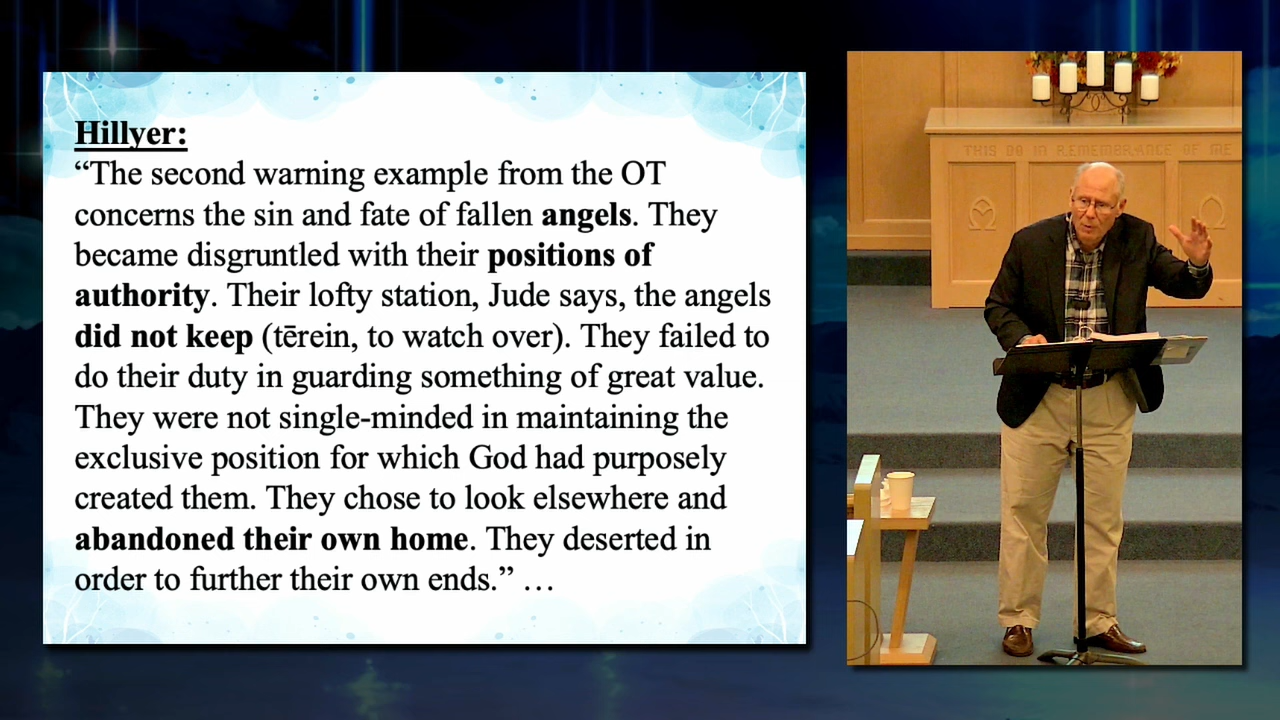 Hillyer:
“The second warning example from the OT
concerns the sin and fate of fallen angels. They
became disgruntled with their positions of
authority. Their lofty station, Jude says, the angels
did not keep (tērein, to watch over). They failed to
do their duty in guarding something of great value.
They were not single-minded in maintaining the
exclusive position for which God had purposely
created them. They chose to look elsewhere and
abandoned their own home. They deserted in
order to further their own ends.” …
THIS DO IN REMEMBRANCE OF ME